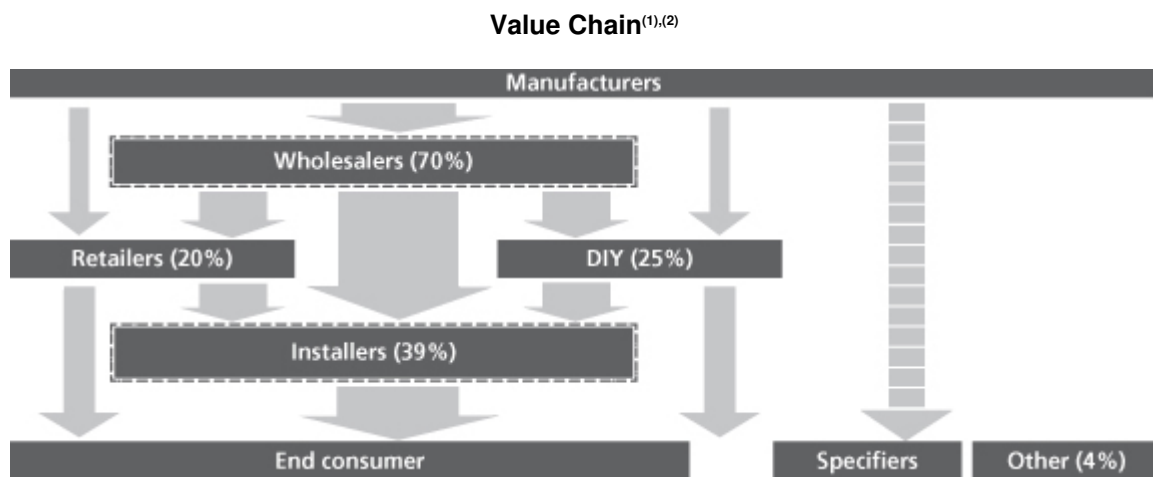 Value Chain(1),(2)
Manufacturers
Wholesalers (70%)
Retailers (20%)
DIY (25%)
Installers (39%)
End consumer
Specifiers
Other (4%)